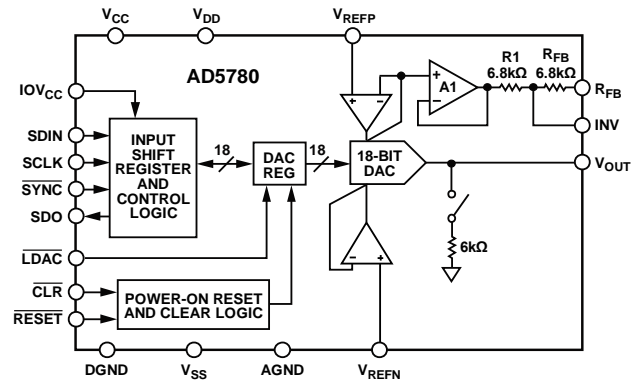 VCC
VDD
VREFP
AD5780
IOVCC
SDIN
SCLK
SYNC
SDO
LDAC
CLR
RESET
INPUT
SHIFT
REGISTER
AND
CONTROL
LOGIC
18
DAC
REG
18
18-BIT
DAC
A1
R1
6.8kΩ
RFB
6.8kΩ
RFB
INV
VOUT
6kΩ
POWER-ON RESET
AND CLEAR LOGIC
DGND
VSS
AGND
VREFN
+
–
+
–
–
+